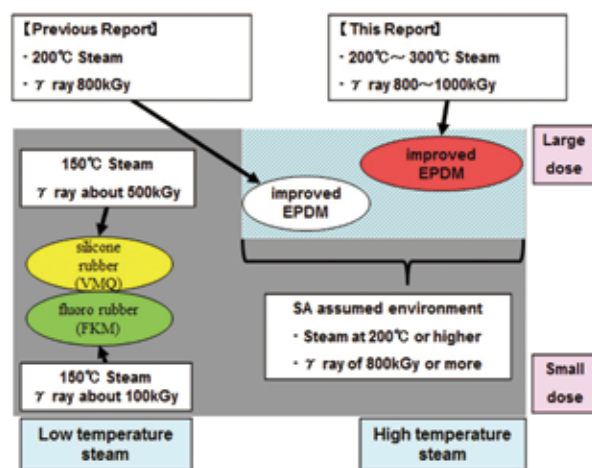 【Previous Report】
・200℃ Steam
・γ ray 800kGy
【This Report】
・200℃～300℃ Steam
・γ ray 800～1000kGy
Large
dose
150℃ Steam
γ ray about 500kGy
improved
EPDM
improved
EPDM
silicone
rubber
(VMQ)
fluoro rubber
(FKM)
SA assumed environment
・Steam at 200℃ or higher
・γ ray of 800kGy or more
150℃ Steam
γ ray about 100kGy
Small
dose
Low temperature
steam
High temperature
steam